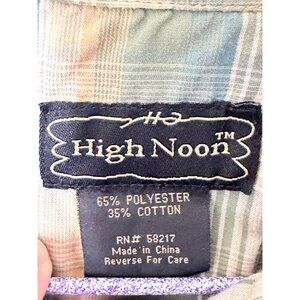 High Noon™
65% POLYESTER
35% COTTON
RN# 58217
Made in China
Reverse For Care